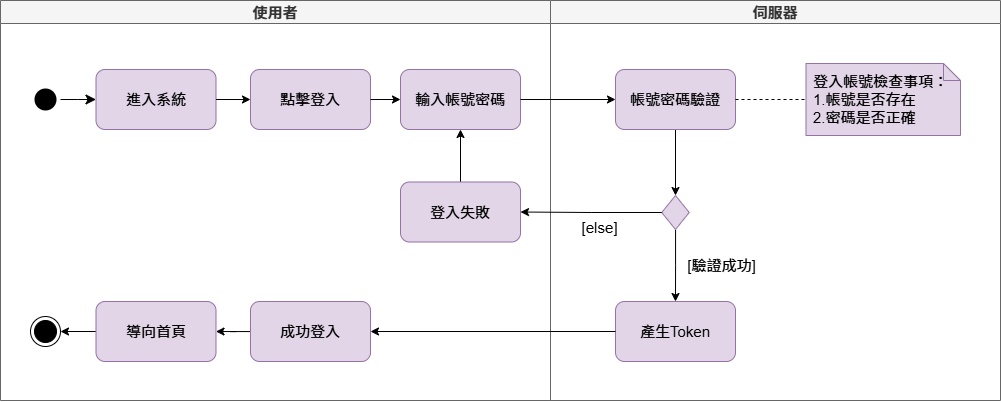 使用者
伺服器
進入系統
點擊登入
輸入帳號密碼
帳號密碼驗證
登入帳號檢查事項：
1.帳號是否存在
2.密碼是否正確
登入失敗
[else]
[驗證成功]
導向首頁
成功登入
產生Token